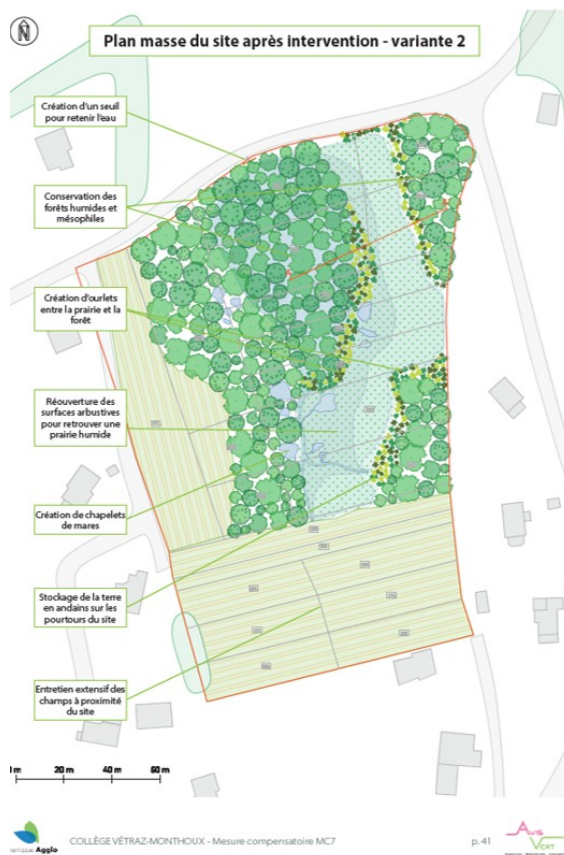 Plan masse du site après intervention - variante 2
Création d'un seuil
pour retenir l'eau
Conservation des
forêts humides et
mésophiles
Création d'ourlets
entre la prairie et la
forêt
Réouverture des
surfaces arbustives
pour retrouver une
prairie humide
Création de chapelets
de mares
Stockage de la terre
en andains sur les
pourtours du site
Entretien extensif des
champs à proximité
du site
20 m 40 m 60 m
Agglo
COLLÈGE VÉTRAZ-MONTHOUX - Mesure compensatoire MC7
p. 41
AVIS
VERT